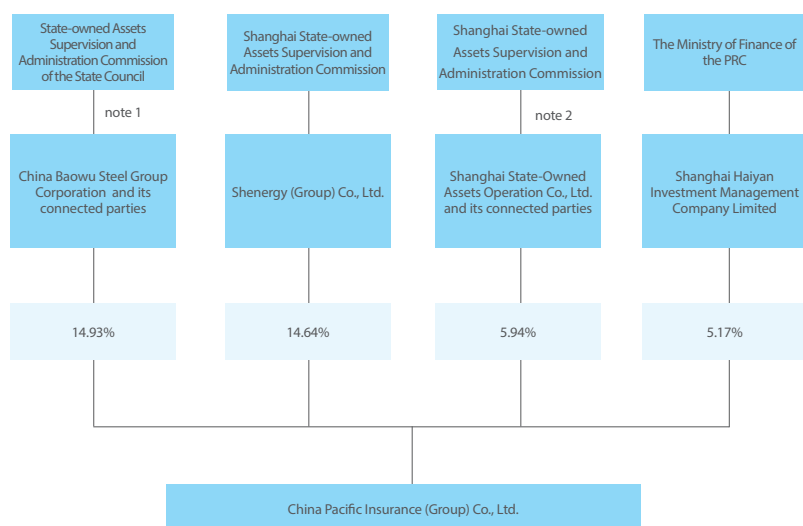 State-owned Assets
Supervision and
Administration Commission
of the State Council
Shanghai State-owned
Assets Supervision and
Administration Commission
Shanghai State-owned
Assets Supervision and
Administration Commission
The Ministry of Finance of
the PRC
note 1
note 2
China Baowu Steel Group
Corporation and its
connected parties
Shenergy (Group) Co., Ltd.
Shanghai State-Owned
Assets Operation Co., Ltd.
and its connected parties
Shanghai Haiyan
Investment Management
Company Limited
14.93%
14.64%
5.94%
5.17%
China Pacific Insurance (Group) Co., Ltd.